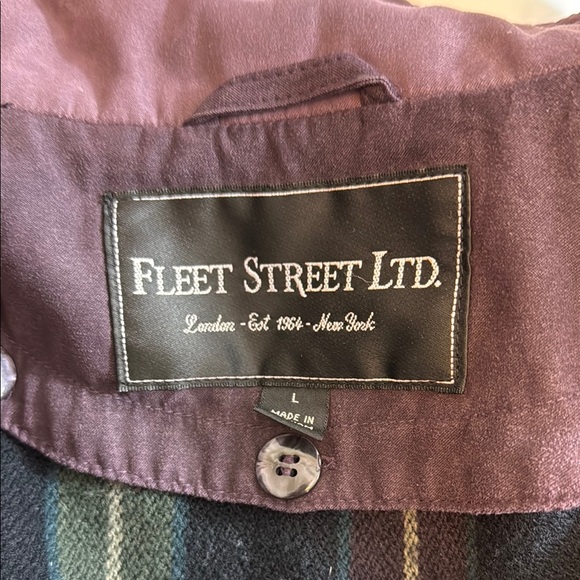 FLEET STREET LTD.
London - Est 1964 - New York
L
MADE IN